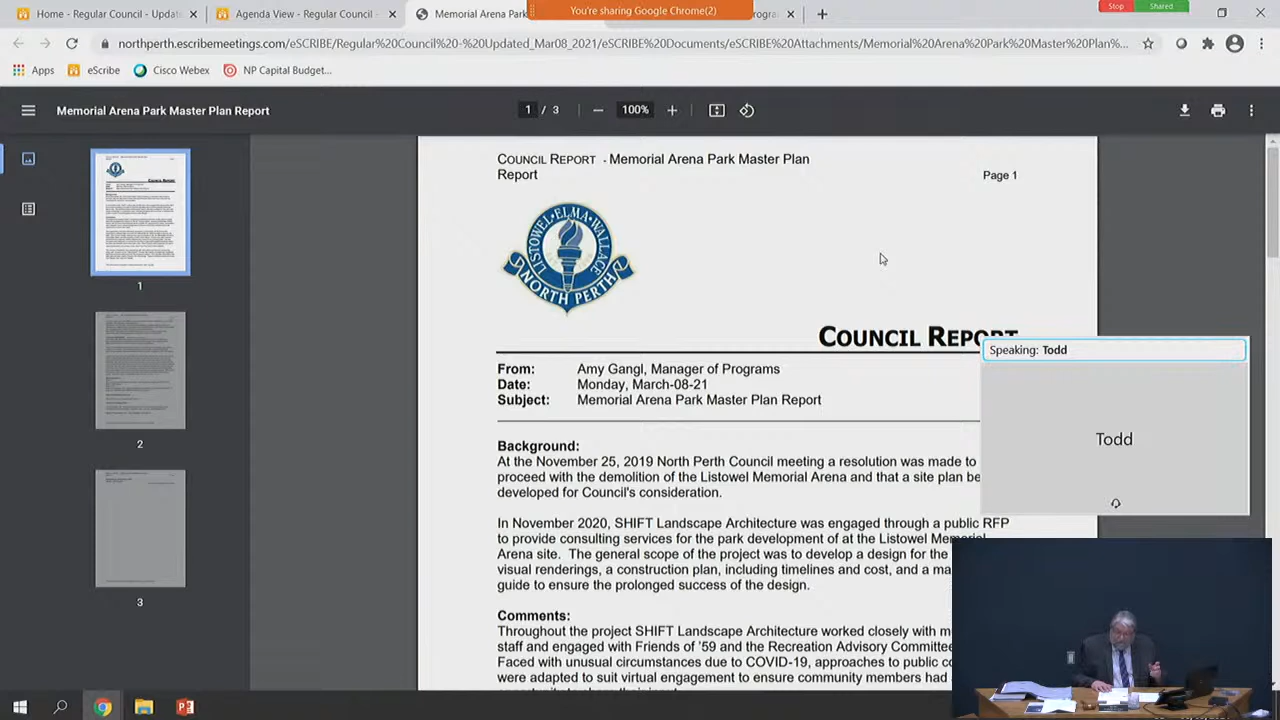 Home - Regular Council - Updat
Agenda View - Regular Council -
Memorial Arena Park
You're sharing Google Chrome(2)
Stop
Shared
northperth.escribemeetings.com/eSCRIBE/Regular%20Council%20-%20Updated_Mar08_2021/eSCRIBE%20Documents/eSCRIBE%20Attachments/Memorial%20Arena%20Park%20Master%20Plan%...
Apps
eScribe
Cisco Webex
NP Capital Budget...
Memorial Arena Park Master Plan Report
1 / 3
100%
COUNCIL REPORT - Memorial Arena Park Master Plan
Report
Page 1
LISTOWEL·ELMA·WALLACE
NORTH PERTH
COUNCIL REPORT
From: Amy Gangl, Manager of Programs
Date: Monday, March-08-21
Subject: Memorial Arena Park Master Plan Report
Background:
At the November 25, 2019 North Perth Council meeting a resolution was made to
proceed with the demolition of the Listowel Memorial Arena and that a site plan be
developed for Council's consideration.
In November 2020, SHIFT Landscape Architecture was engaged through a public RFP
to provide consulting services for the park development of at the Listowel Memorial
Arena site. The general scope of the project was to develop a design for the
visual renderings, a construction plan, including timelines and cost, and a ma
guide to ensure the prolonged success of the design.
Comments:
Throughout the project SHIFT Landscape Architecture worked closely with m
staff and engaged with Friends of '59 and the Recreation Advisory Committee
Faced with unusual circumstances due to COVID-19, approaches to public co
were adapted to suit virtual engagement to ensure community members had
1
2
3
Speaking: Todd
Todd